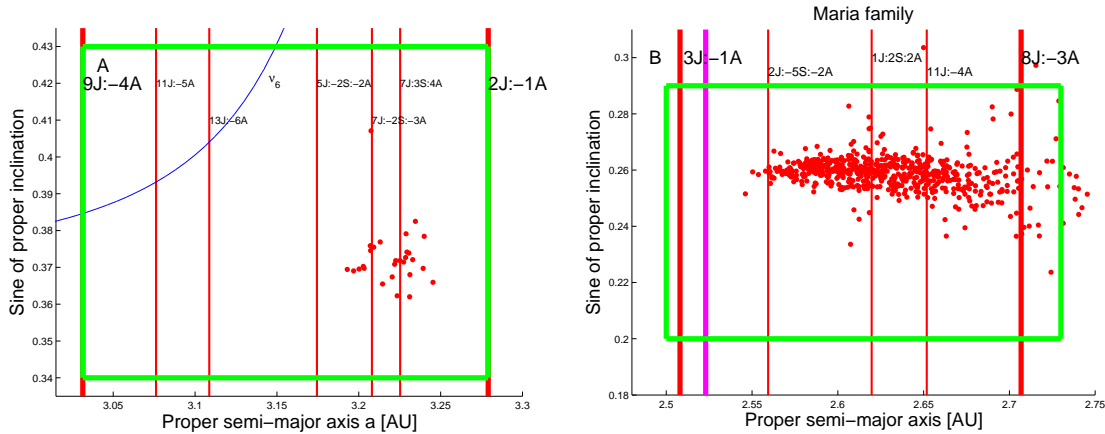 Maria family
A
9J:−4A
11J:−5A
ν6
5J:−2S:−2A
7J:3S:4A
2J:−1A
13J:−6A
7J:−2S:−3A
0.43
0.42
0.41
0.4
0.39
0.38
0.37
0.36
0.35
0.34
Sine of proper inclination
3.05
3.1
3.15
3.2
3.25
3.3
Proper semi−major axis a [AU]
B
3J:−1A
1J:2S:2A
8J:−3A
2J:−5S:−2A
11J:−4A
0.3
0.28
0.26
0.24
0.22
0.2
0.18
Sine of proper inclination
2.5
2.55
2.6
2.65
2.7
2.75
Proper semi−major axis [AU]